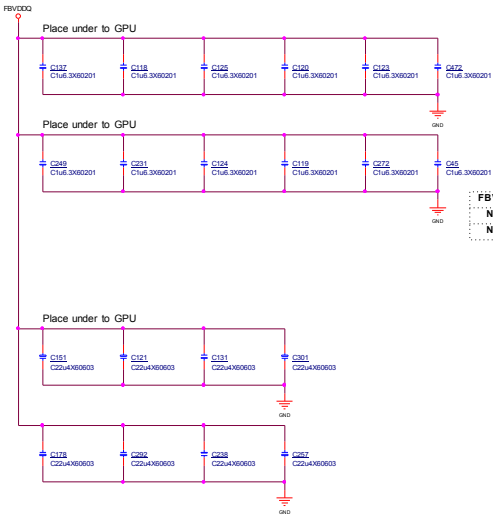 FBVDDQ
Place under to GPU
C137 C118 C125 C120 C123 C472
C1u6.3X60201 C1u6.3X60201 C1u6.3X60201 C1u6.3X60201 C1u6.3X60201 C1u6.3X60201
GND
Place under to GPU
C249 C231 C124 C119 C272 C45
C1u6.3X60201 C1u6.3X60201 C1u6.3X60201 C1u6.3X60201 C1u6.3X60201 C1u6.3X60201
FB
N
GND
N
Place under to GPU
C151 C121 C131 C301
C22u4X60603 C22u4X60603 C22u4X60603 C22u4X60603
GND
C178 C292 C238 C257
C22u4X60603 C22u4X60603 C22u4X60603 C22u4X60603
GND